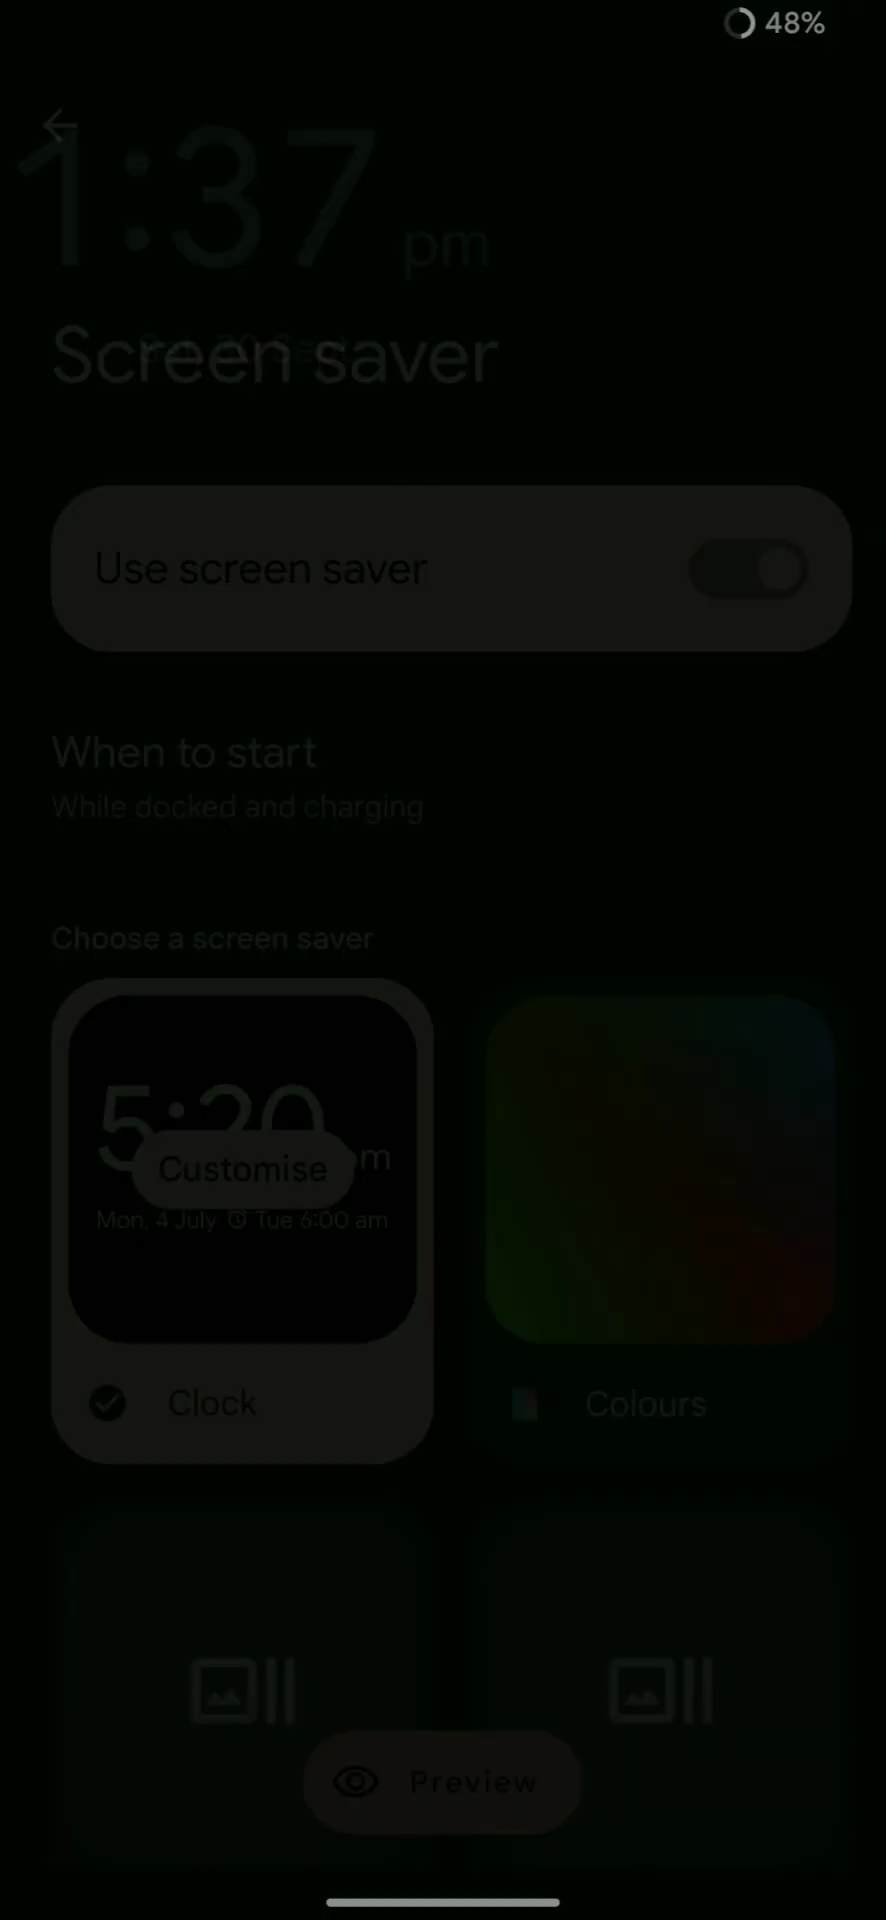 48%
1:37 pm
Screen saver
Use screen saver
When to start
While docked and charging
Choose a screen saver
5:20
Customise
Mon, 4 July Tue 6:00 am
Clock
Colours
Preview